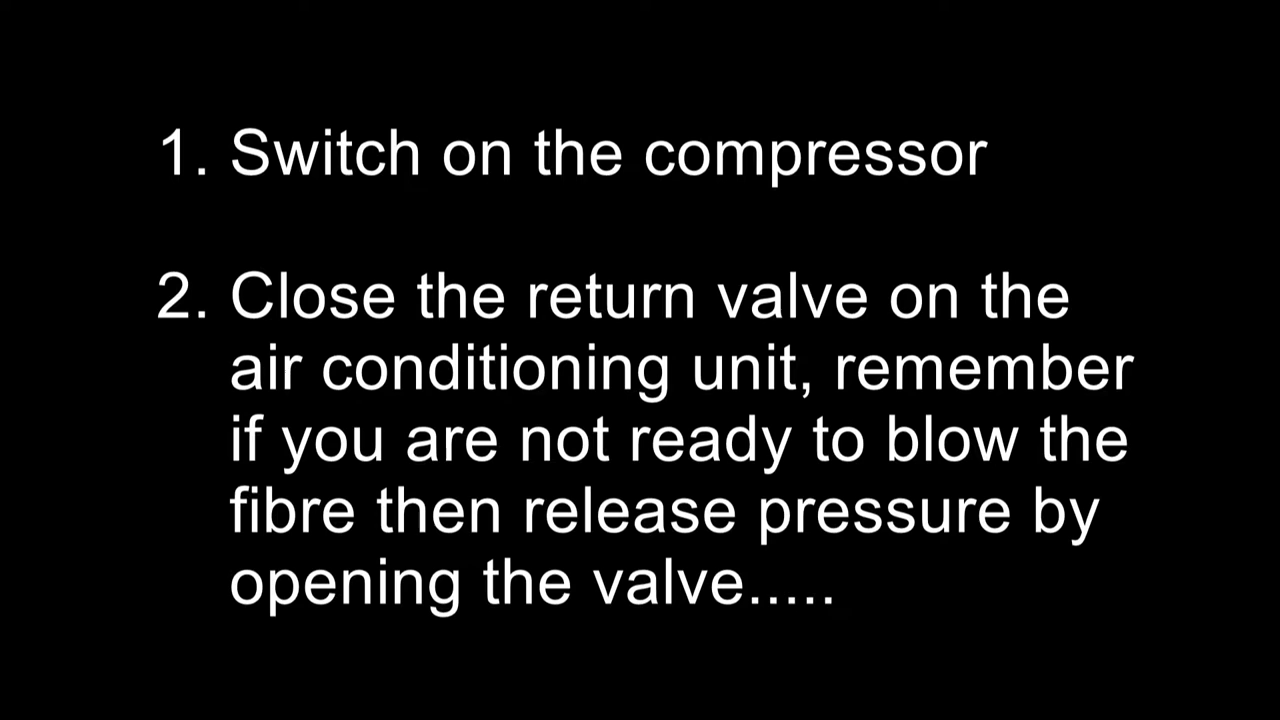 1. Switch on the compressor
2. Close the return valve on the
air conditioning unit, remember
if you are not ready to blow the
fibre then release pressure by
opening the valve.....